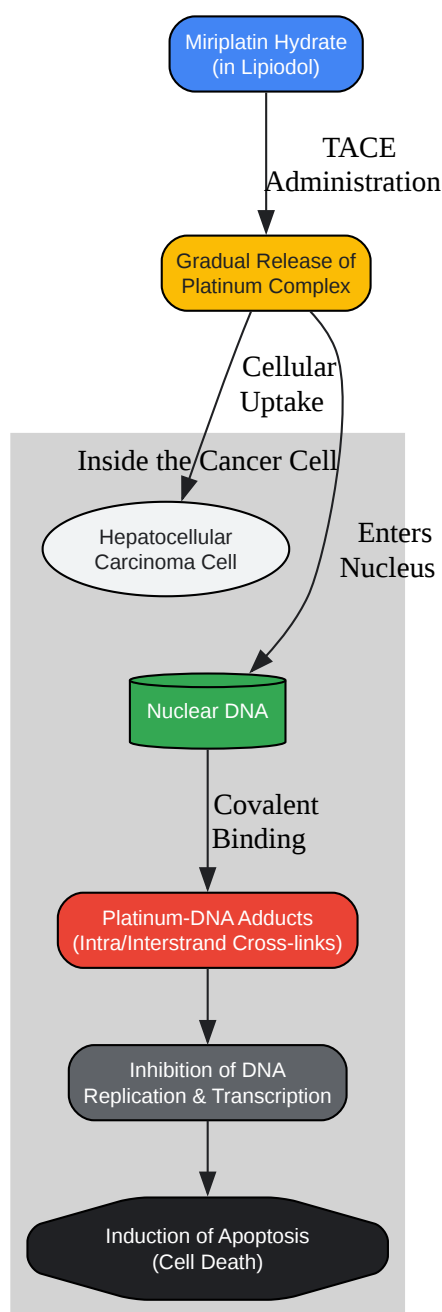 Miriplatin Hydrate
(in Lipiodol)
TACE
Administration
Gradual Release of
Platinum Complex
Cellular
Uptake
Inside the Cancer Cell
Hepatocellular
Carcinoma Cell
Enters
Nucleus
Nuclear DNA
Covalent
Binding
Platinum-DNA Adducts
(Intra/Interstrand Cross-links)
Inhibition of DNA
Replication & Transcription
Induction of Apoptosis
(Cell Death)